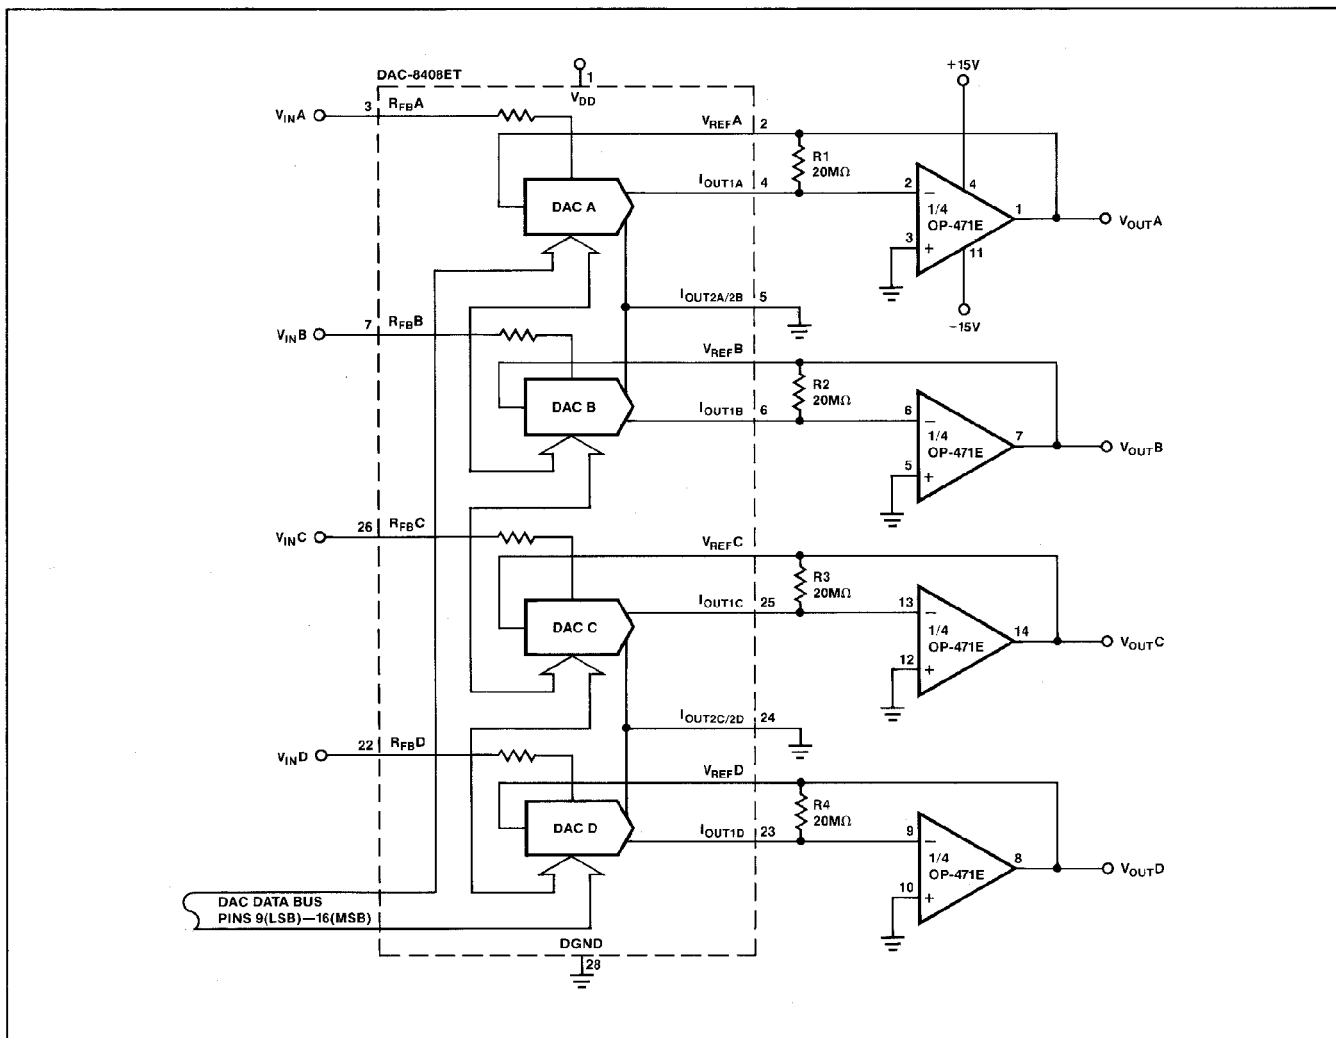 DAC-8408ET
1
VDD
+15V
VINA
3
RFBA
VREFA
2
R1
20MΩ
IOUT1A
4
DAC A
2
−
4
1/4
OP-471E
1
VOUTA
3
+
11
−15V
IOUT2A/2B
5
VINB
7
RFBB
VREFB
R2
20MΩ
IOUT1B
6
DAC B
6
−
1/4
OP-471E
7
VOUTB
5
+
VINC
26
RFBC
VREFC
R3
20MΩ
IOUT1C
25
DAC C
13
−
1/4
OP-471E
14
VOUTC
12
+
IOUT2C/2D
24
VIND
22
RFBD
VREFD
R4
20MΩ
IOUT1D
23
DAC D
9
−
1/4
OP-471E
8
VOUTD
10
+
DAC DATA BUS
PINS 9(LSB)—16(MSB)
DGND
28